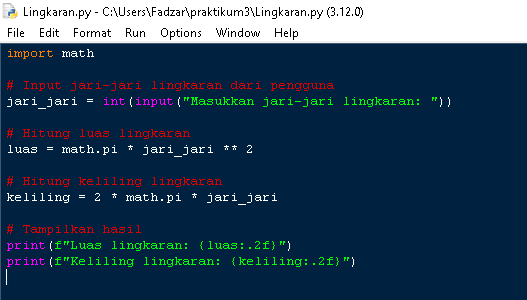 Lingkaran.py - C:\Users\Fadzar\praktikum3\Lingkaran.py (3.12.0)
File Edit Format Run Options Window Help
import math
# Input jari-jari lingkaran dari pengguna
jari_jari = int(input("Masukkan jari-jari lingkaran: "))
# Hitung luas lingkaran
luas = math.pi * jari_jari ** 2
# Hitung keliling lingkaran
keliling = 2 * math.pi * jari_jari
# Tampilkan hasil
print(f"Luas lingkaran: {luas:.2f}")
print(f"Keliling lingkaran: {keliling:.2f}")